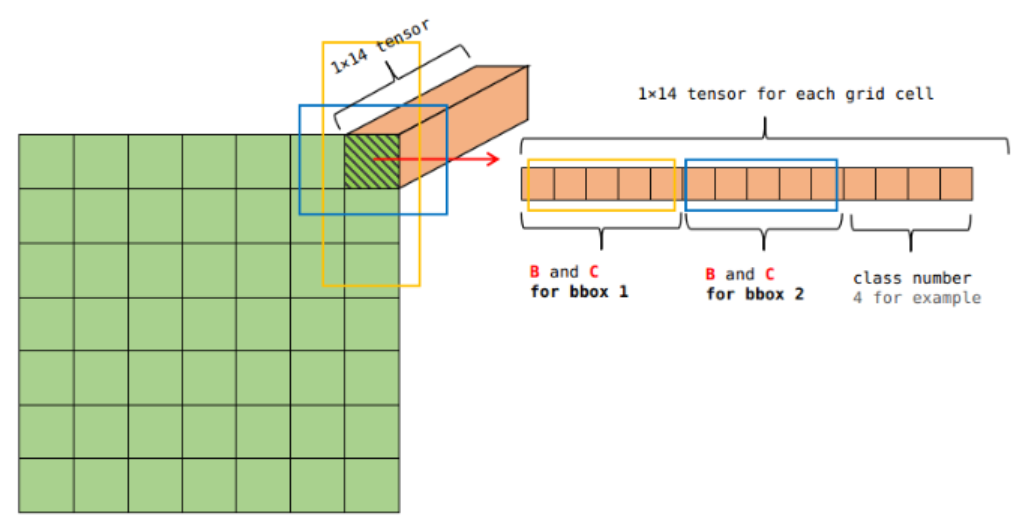 1×14 tensor
1×14 tensor for each grid cell
B and C
for bbox 1
B and C
for bbox 2
class number
4 for example